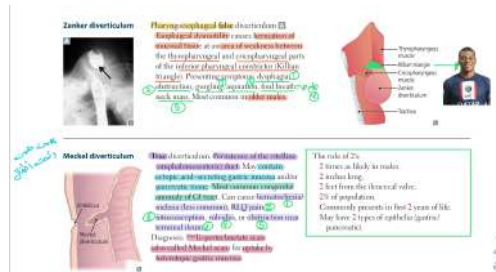 Zenker diverticulum
Pharyngoesophageal false diverticulum A.
Esophageal dysmotility causes herniation of
mucosal tissue at an area of weakness between
the thyropharyngeal and cricopharyngeal parts
of the inferior pharyngeal constrictor (Killian
triangle). Presenting symptoms: dysphagia,
obstruction, gurgling, aspiration, foul breath,
neck mass. Most common in older males.
Thyropharyngeus
muscle
Killian triangle
Cricopharyngeus
muscle
Zenker
diverticulum
Trachea
Meckel diverticulum
True diverticulum. Persistence of the vitelline
(omphalomesenteric) duct. May contain
ectopic acid–secreting gastric mucosa and/or
pancreatic tissue. Most common congenital
anomaly of GI tract. Can cause hematochezia/
melena (less common), RLQ pain,
intussusception, volvulus, or obstruction near
terminal ileum.
Diagnosis: pertechnetate scan
(also called Meckel scan) for uptake by
heterotopic gastric mucosa.
The rule of 2's:
2 times as likely in males.
2 inches long.
2 feet from the ileocecal valve.
2% of population.
Commonly presents in first 2 years of life.
May have 2 types of epithelia (gastric/
pancreatic).
Umbilicus
Meckel
diverticulum